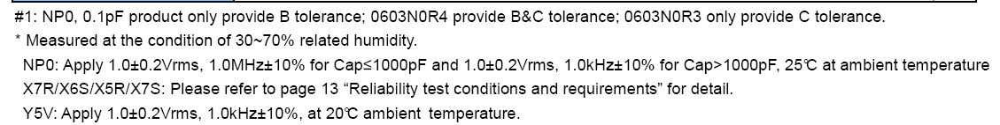 #1: NP0, 0.1pF product only provide B tolerance; 0603N0R4 provide B&C tolerance; 0603N0R3 only provide C tolerance.
* Measured at the condition of 30~70% related humidity.
NP0: Apply 1.0±0.2Vrms, 1.0MHz±10% for Cap≤1000pF and 1.0±0.2Vrms, 1.0kHz±10% for Cap>1000pF, 25℃ at ambient temperature
X7R/X6S/X5R/X7S: Please refer to page 13 “Reliability test conditions and requirements” for detail.
Y5V: Apply 1.0±0.2Vrms, 1.0kHz±10%, at 20℃ ambient temperature.